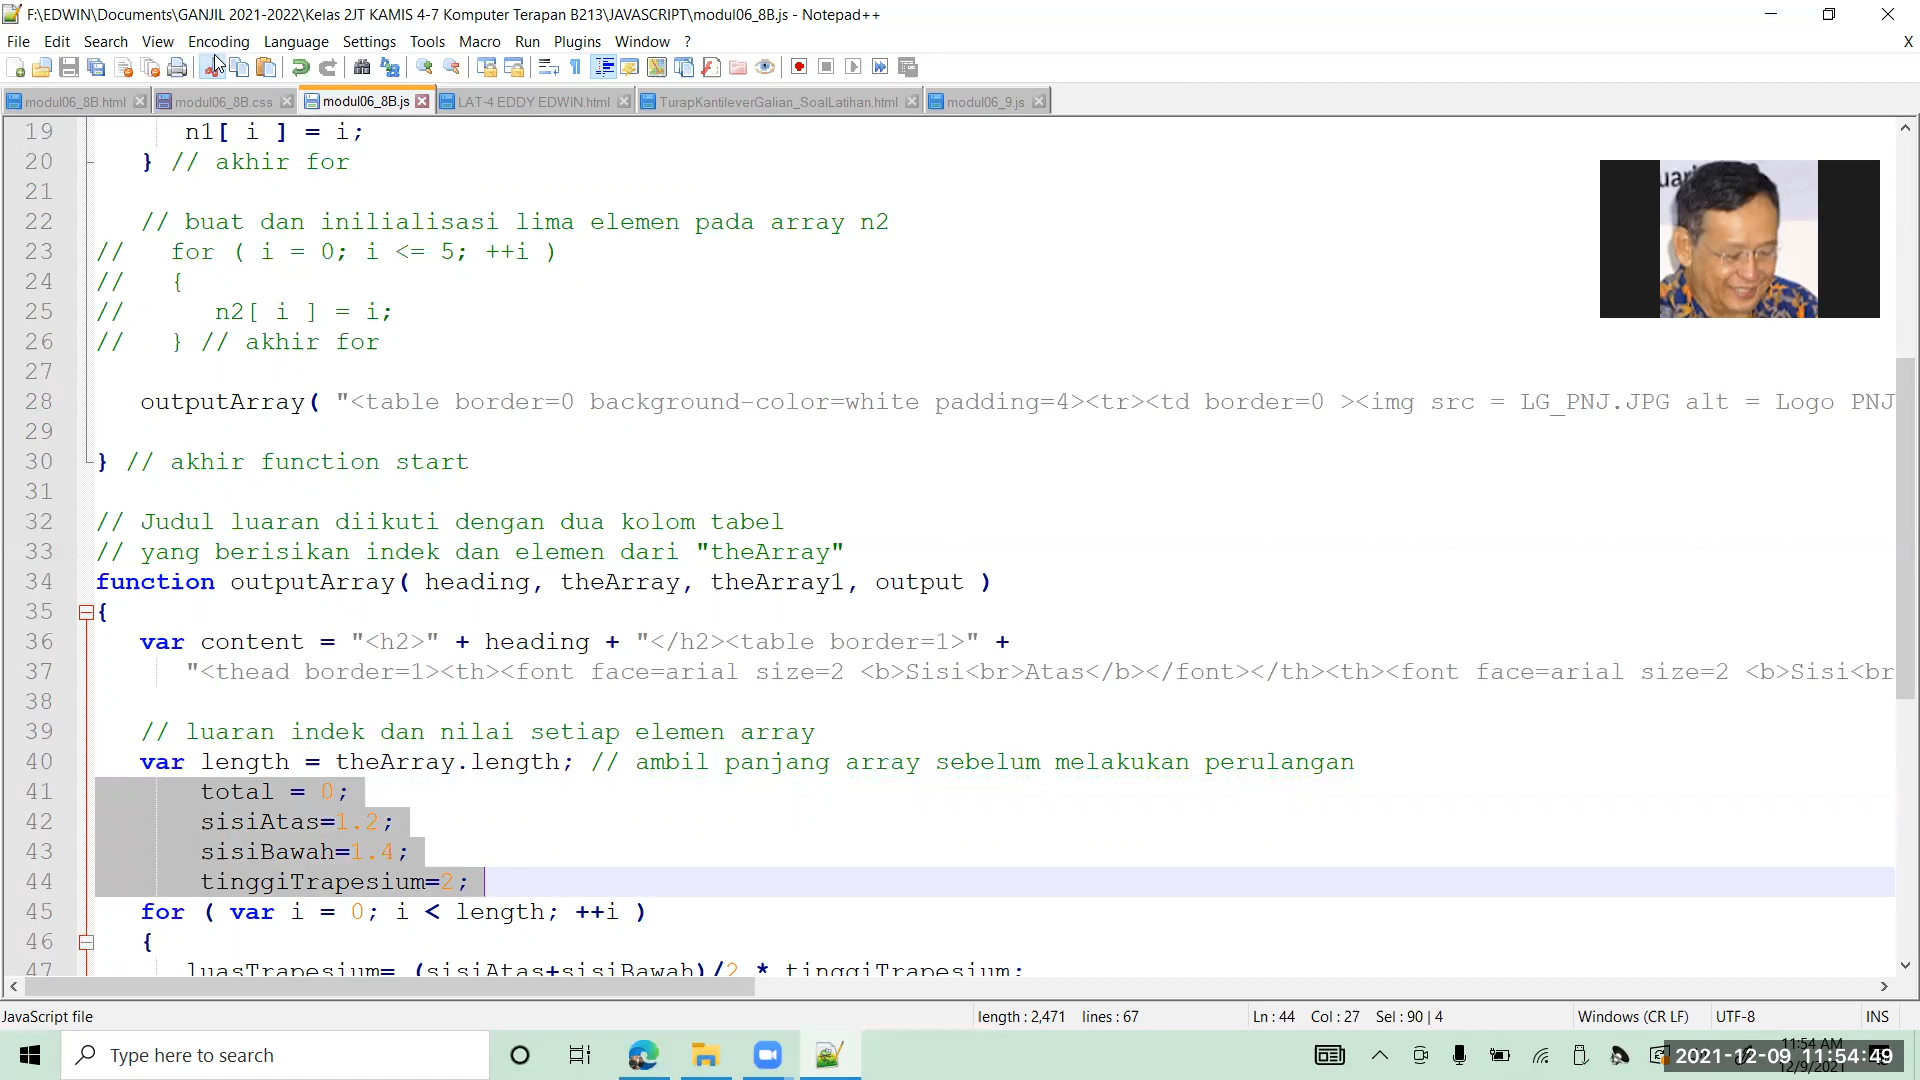 F:\EDWIN\Documents\GANJIL 2021-2022\Kelas 2JT KAMIS 4-7 Komputer Terapan B213\JAVASCRIPT\modul06_8B.js - Notepad++
File Edit Search View Encoding Language Settings Tools Macro Run Plugins Window ? X
modul06_8B.html modul06_8B.css modul06_8B.js LAT-4 EDDY EDWIN.html TurapKantileverGalian_SoalLatihan.html modul06_9.js
19 n1[ i ] = i;
20 } // akhir for
21
22 // buat dan inilialisasi lima elemen pada array n2
23 // for ( i = 0; i <= 5; ++i )
24 // {
25 // n2[ i ] = i;
26 // } // akhir for
27
28 outputArray( "<table border=0 background-color=white padding=4><tr><td border=0 ><img src = LG_PNJ.JPG alt = Logo PNJ
29
30 } // akhir function start
31
32 // Judul luaran diikuti dengan dua kolom tabel
33 // yang berisikan indek dan elemen dari "theArray"
34 function outputArray( heading, theArray, theArray1, output )
35 {
36 var content = "<h2>" + heading + "</h2><table border=1>" +
37 "<thead border=1><th><font face=arial size=2 <b>Sisi<br>Atas</b></font></th><th><font face=arial size=2 <b>Sisi<br
38
39 // luaran indek dan nilai setiap elemen array
40 var length = theArray.length; // ambil panjang array sebelum melakukan perulangan
41 total = 0;
42 sisiAtas=1.2;
43 sisiBawah=1.4;
44 tinggiTrapesium=2;
45 for ( var i = 0; i < length; ++i )
46 {
47 luasTrapesium= (sisiAtas+sisiBawah)/2 * tinggiTrapesium;
JavaScript file length : 2,471 lines : 67 Ln : 44 Col : 27 Sel : 90 | 4 Windows (CR LF) UTF-8 INS
Type here to search
11:54 AM
2021-12-09 11:54:49
uari